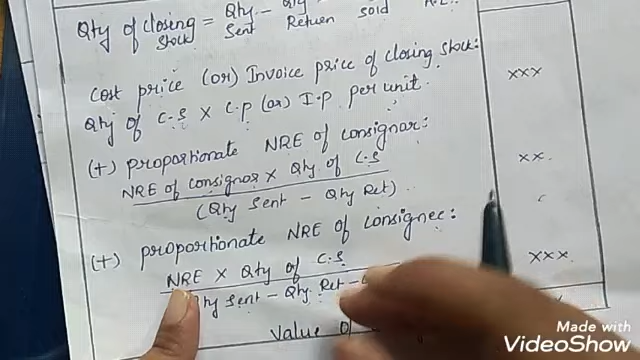 Qty of closing = Qty - Qty sold
Stock Sent Return
Cost price (or) Invoice price of closing stock:
Qty of C.S X C.P (or) I.P per unit. xxx
(+) proportionate NRE of consignor:
NRE of consignor x Qty of C.S xx.
(Qty Sent - Qty Ret)
(+) proportionate NRE of consignee:
NRE X Qty of C.S xxx.
Qty Sent - Qty Ret -
Value of
Made with
VideoShow